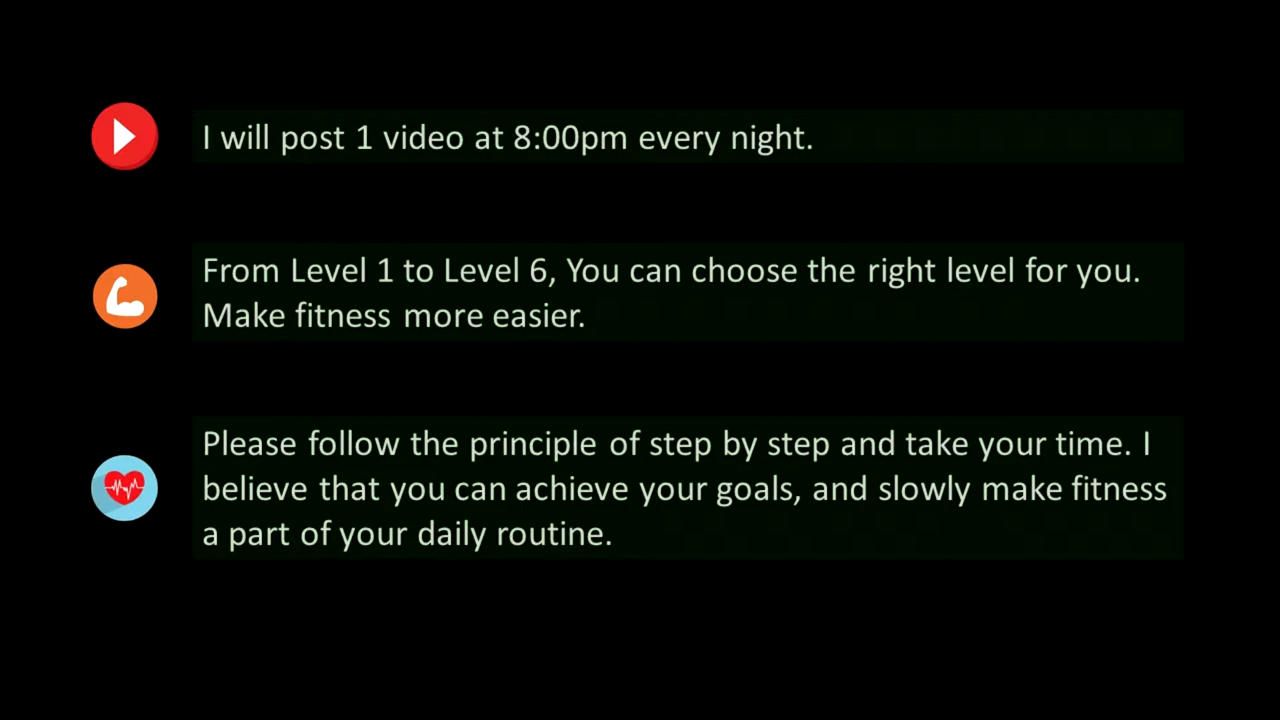 I will post 1 video at 8:00pm every night.
From Level 1 to Level 6, You can choose the right level for you.
Make fitness more easier.
Please follow the principle of step by step and take your time. I
believe that you can achieve your goals, and slowly make fitness
a part of your daily routine.